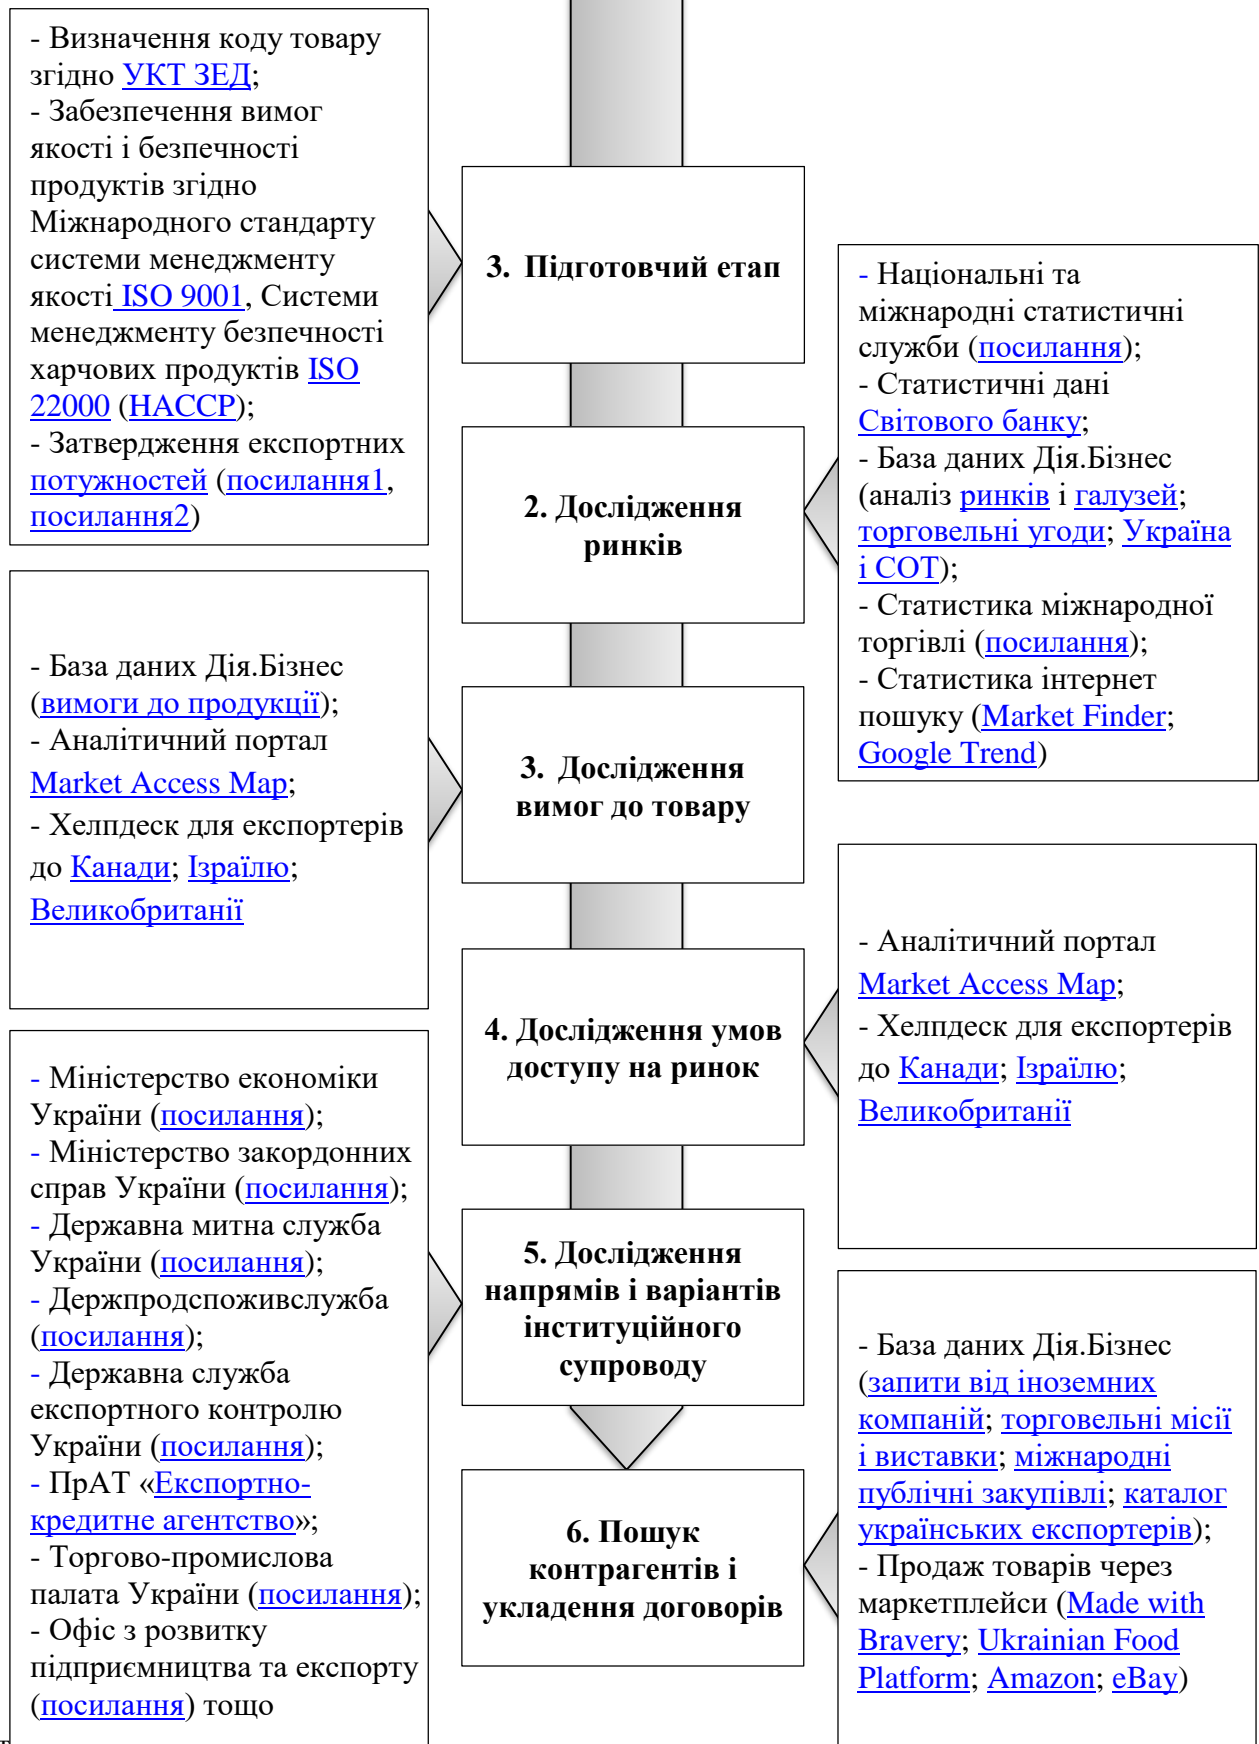 - Визначення коду товару
згідно УКТ ЗЕД;
- Забезпечення вимог
якості і безпечності
продуктів згідно
Міжнародного стандарту
системи менеджменту
якості ISO 9001, Системи
менеджменту безпечності
харчових продуктів ISO
22000 (HACCP);
- Затвердження експортних
потужностей (посилання1,
посилання2)
3. Підготовчий етап
- Національні та
міжнародні статистичні
служби (посилання);
- Статистичні дані
Світового банку;
- База даних Дія.Бізнес
(аналіз ринків і галузей;
торговельні угоди; Україна
і СОТ);
- Статистика міжнародної
торгівлі (посилання);
- Статистика інтернет
пошуку (Market Finder;
Google Trend)
2. Дослідження
ринків
- База даних Дія.Бізнес
(вимоги до продукції);
- Аналітичний портал
Market Access Map;
- Хелпдеск для експортерів
до Канади; Ізраїлю;
Великобританії
3. Дослідження
вимог до товару
- Аналітичний портал
Market Access Map;
- Хелпдеск для експортерів
до Канади; Ізраїлю;
Великобританії
4. Дослідження умов
доступу на ринок
- Міністерство економіки
України (посилання);
- Міністерство закордонних
справ України (посилання);
- Державна митна служба
України (посилання);
- Держпродспоживслужба
(посилання);
- Державна служба
експортного контролю
України (посилання);
- ПрАТ «Експортно-
кредитне агентство»;
- Торгово-промислова
палата України (посилання);
- Офіс з розвитку
підприємництва та експорту
(посилання) тощо
5. Дослідження
напрямів і варіантів
інституційного
супроводу
- База даних Дія.Бізнес
(запити від іноземних
компаній; торговельні місії
і виставки; міжнародні
публічні закупівлі; каталог
українських експортерів);
- Продаж товарів через
маркетплейси (Made with
Bravery; Ukrainian Food
Platform; Amazon; eBay)
6. Пошук
контрагентів і
укладення договорів